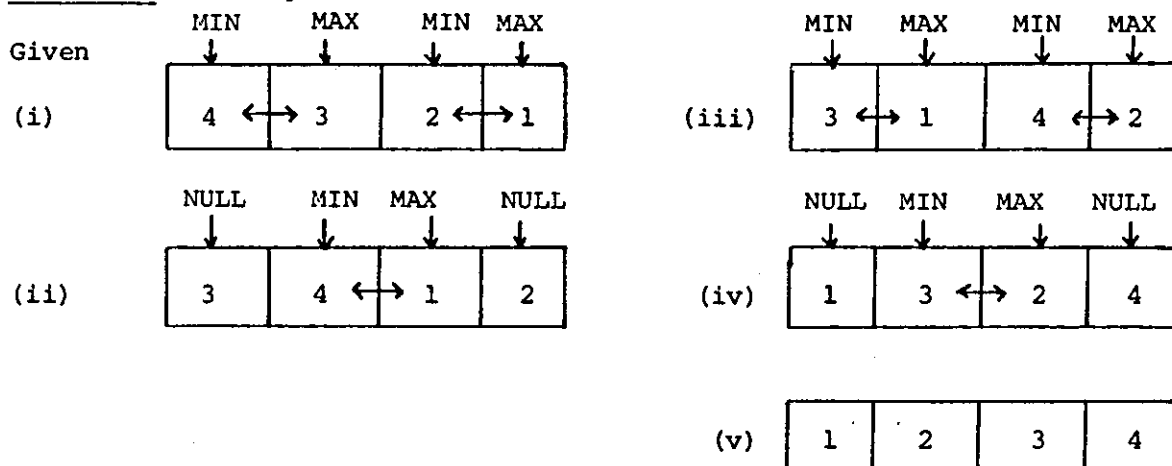 MIN MAX MIN MAX
Given
(i) 4 3 2 1
NULL MIN MAX NULL
(ii) 3 4 1 2
MIN MAX MIN MAX
(iii) 3 1 4 2
NULL MIN MAX NULL
(iv) 1 3 2 4
(v) 1 2 3 4